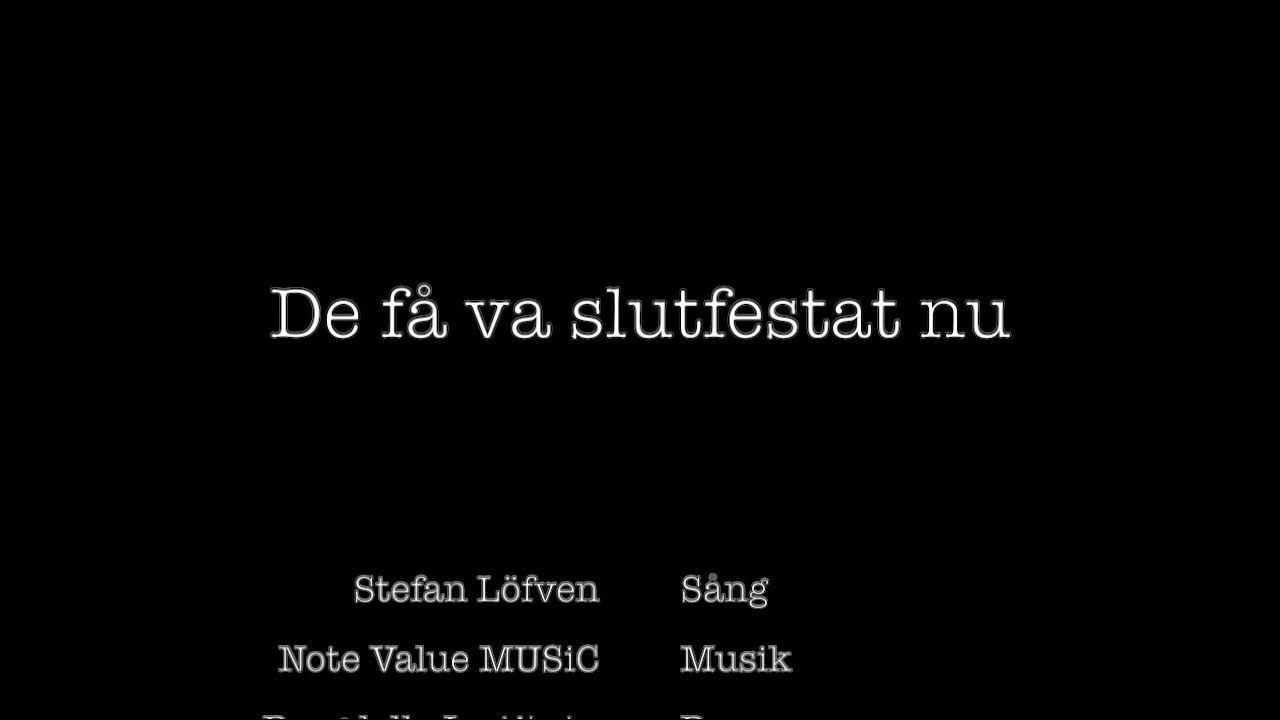 De få va slutfestat nu
Stefan Löfven Sång
Note Value MUSiC Musik